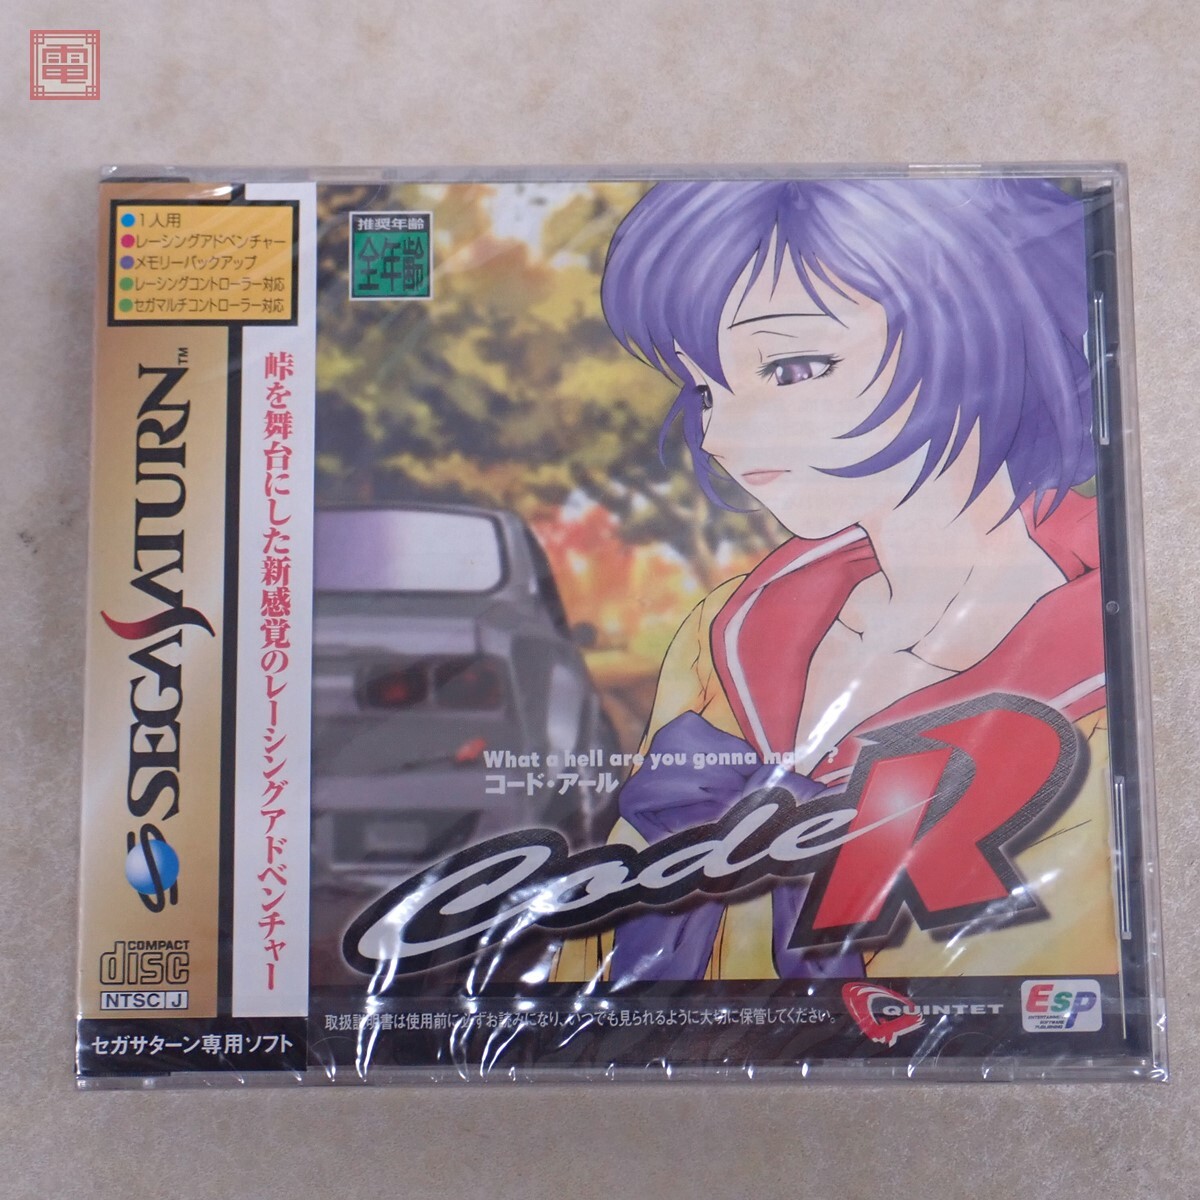 電
1人用
レーシングアドベンチャー
メモリーバックアップ
レーシングコントローラー対応
セガマルチコントローラー対応
推奨年齢
全年齢
SEGA SATURN™
峠を舞台にした新感覚のレーシングアドベンチャー
What a hell are you gonna ?
コード・アール
Code R
COMPACT
disc
NTSC J
セガサターン専用ソフト
取扱説明書は使用前に必ずお読みになり、いつでも見られるように大切に保管してください。
QUINTET
ESP
ENTERTAINMENT
SOFTWARE
PUBLISHING